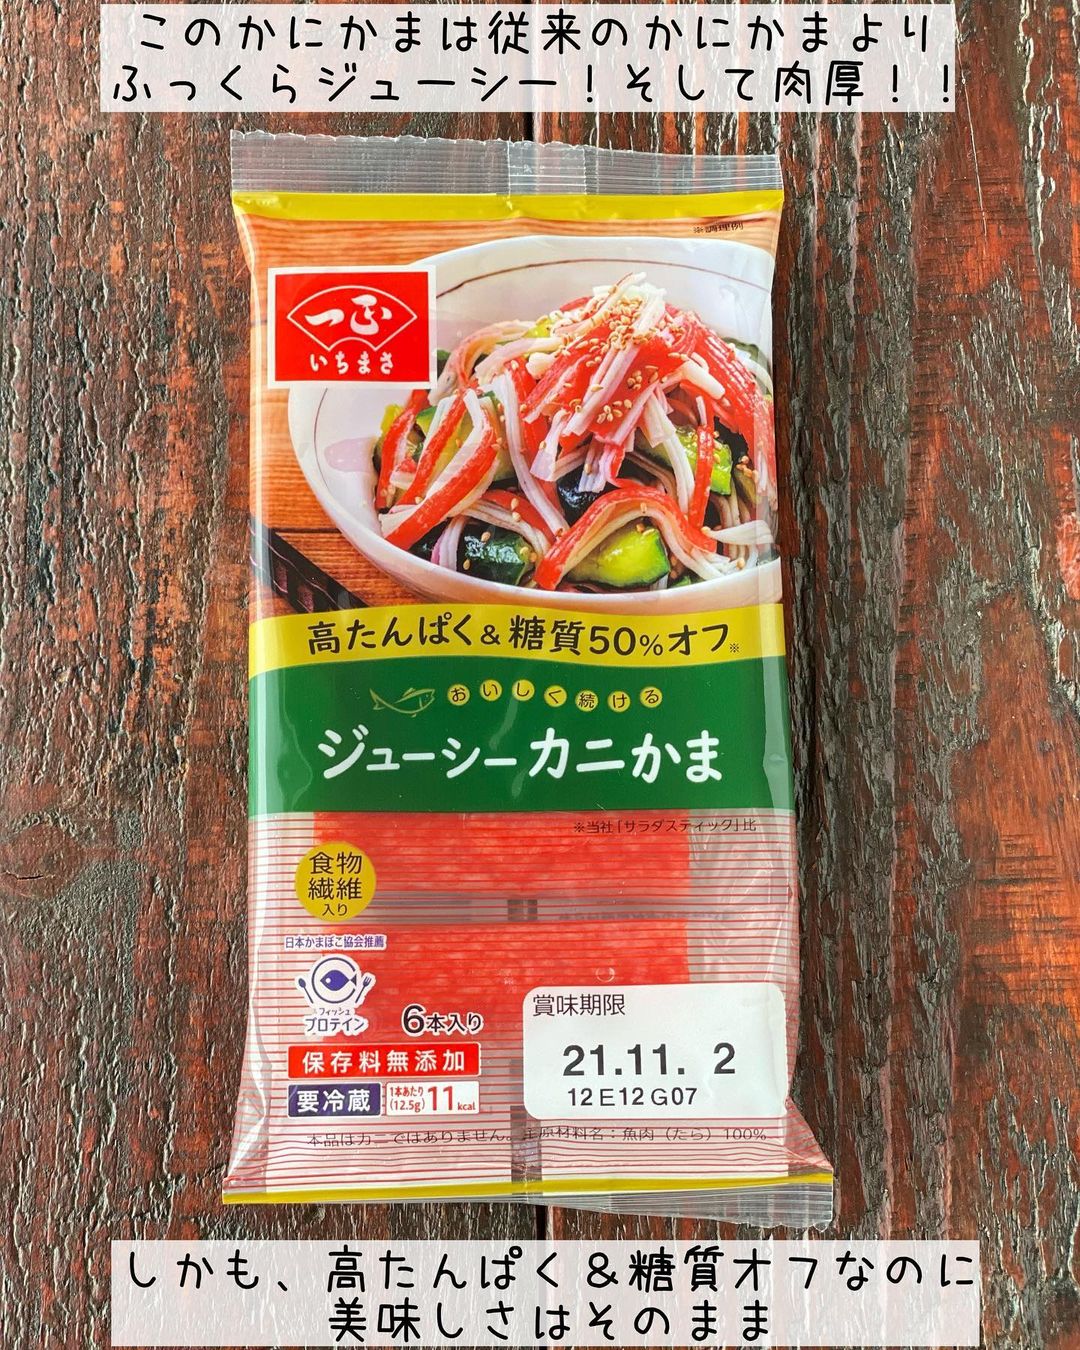 このかにかまは従来のかにかまより
ふっくらジューシー！そして肉厚！！
※調理例
一正
いちまさ
高たんぱく&糖質50%オフ※
おいしく続ける
ジューシーカニかま
※当社「サラダスティック」比
食物
繊維
入り
日本かまぼこ協会推薦
フィッシュ
プロテイン
6本入り
保存料無添加
要冷蔵
1本あたり
(12.5g)
11kcal
賞味期限
21.11. 2
12E12G07
本品はカニではありません。主原材料名：魚肉（たら）100%
しかも、高たんぱく＆糖質オフなのに
美味しさはそのまま